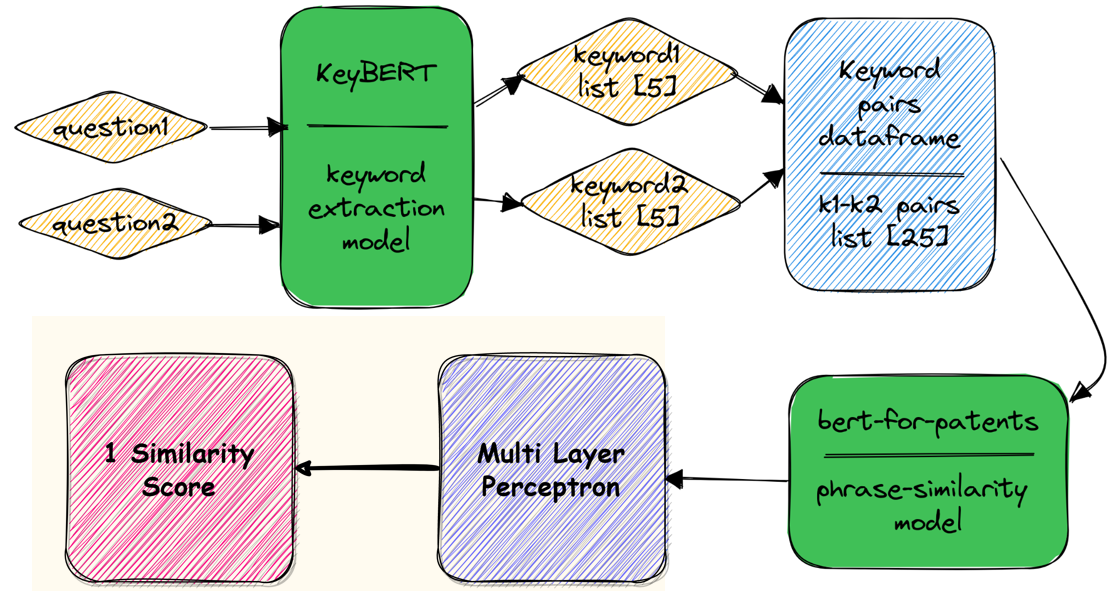 question1
question2
KeyBERT
keyword
extraction
model
keyword1
list [5]
keyword2
list [5]
Keyword
pairs
dataframe
k1-k2 pairs
list [25]
bert-for-patents
phrase-similarity
model
Multi Layer
Perceptron
1 Similarity
Score